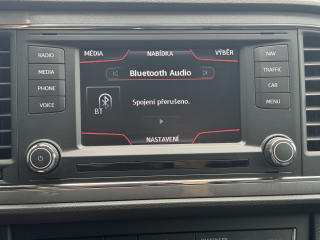 MÉDIA NABÍDKA VÝBĚR
Bluetooth Audio
BT
Spojení přerušeno.
NASTAVENÍ
RADIO
MEDIA
PHONE
VOICE
NAV
TRAFFIC
CAR
MENU